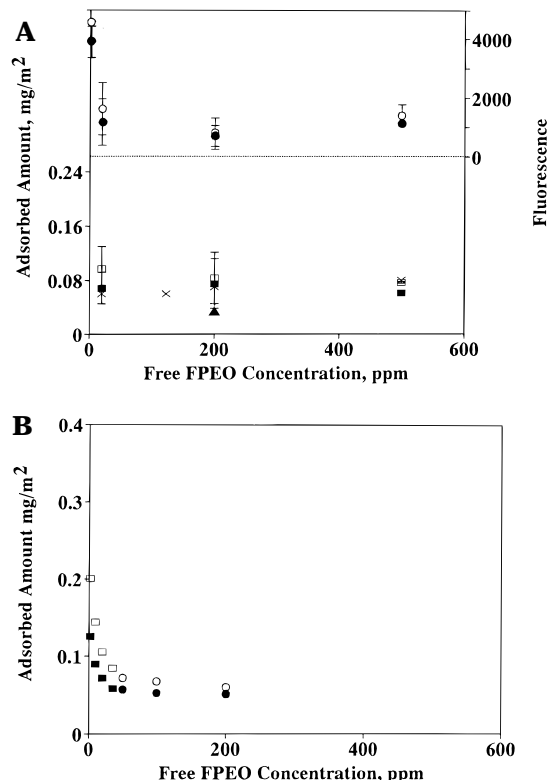 A
Adsorbed Amount, mg/m2
4000
2000
0
Fluorescence
0.24
0.16
0.08
0
0
200
400
600
Free FPEO Concentration, ppm
B
Adsorbed Amount mg/m2
0.4
0.3
0.2
0.1
0
0
200
400
600
Free FPEO Concentration, ppm